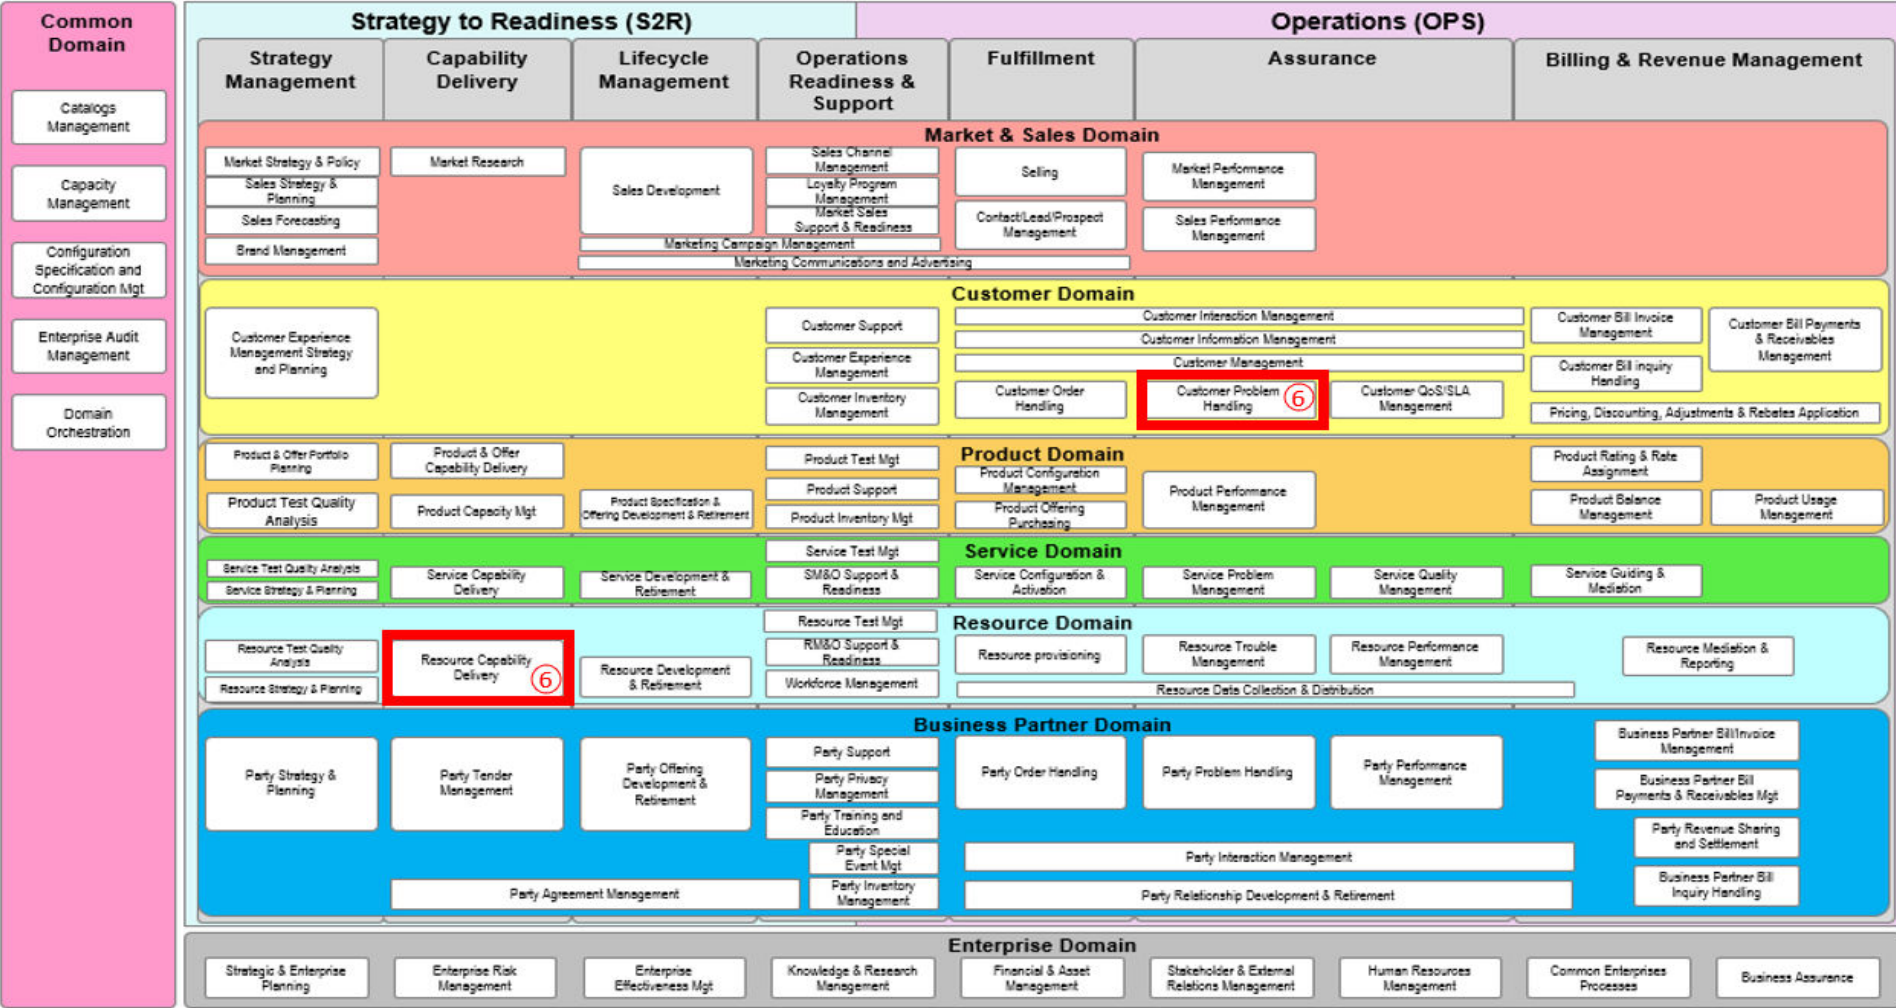 Common
Domain
Catalogs
Management
Capacity
Management
Configuration
Specification and
Configuration Mgt
Enterprise Audit
Management
Domain
Orchestration
Strategy to Readiness (S2R)
Operations (OPS)
Strategy
Management
Capability
Delivery
Lifecycle
Management
Operations
Readiness &
Support
Fulfillment
Assurance
Billing & Revenue Management
Market & Sales Domain
Market Strategy & Policy
Sales Strategy &
Planning
Sales Forecasting
Brand Management
Market Research
Sales Development
Sales Channel
Management
Loyalty Program
Management
Market Sales
Support & Readiness
Marketing Campaign Management
Marketing Communications and Advertising
Selling
Contact/Lead/Prospect
Management
Market Performance
Management
Sales Performance
Management
Customer Domain
Customer Experience
Management Strategy
and Planning
Customer Support
Customer Experience
Management
Customer Inventory
Management
Customer Interaction Management
Customer Information Management
Customer Management
Customer Order
Handling
Customer Problem
Handling
⑥
Customer QoS/SLA
Management
Customer Bill Invoice
Management
Customer Bill Payments
& Receivables
Management
Customer Bill inquiry
Handling
Pricing, Discounting, Adjustments & Rebates Application
Product Domain
Product & Offer Portfolio
Planning
Product Test Quality
Analysis
Product & Offer
Capability Delivery
Product Capacity Mgt
Product Specification &
Offering Development & Retirement
Product Test Mgt
Product Support
Product Inventory Mgt
Product Configuration
Management
Product Offering
Purchasing
Product Performance
Management
Product Rating & Rate
Assignment
Product Balance
Management
Product Usage
Management
Service Domain
Service Test Quality Analysis
Service Strategy & Planning
Service Capability
Delivery
Service Development &
Retirement
Service Test Mgt
SM&O Support &
Readiness
Service Configuration &
Activation
Service Problem
Management
Service Quality
Management
Service Guiding &
Mediation
Resource Domain
Resource Test Quality
Analysis
Resource Strategy & Planning
Resource Capability
Delivery
⑥
Resource Development
& Retirement
Resource Test Mgt
RM&O Support &
Readiness
Workforce Management
Resource provisioning
Resource Trouble
Management
Resource Performance
Management
Resource Data Collection & Distribution
Resource Mediation &
Reporting
Business Partner Domain
Party Strategy &
Planning
Party Tender
Management
Party Offering
Development &
Retirement
Party Support
Party Privacy
Management
Party Training and
Education
Party Special
Event Mgt
Party Inventory
Management
Party Agreement Management
Party Order Handling
Party Problem Handling
Party Performance
Management
Party Interaction Management
Party Relationship Development & Retirement
Business Partner Bill/Invoice
Management
Business Partner Bill
Payments & Receivables Mgt
Party Revenue Sharing
and Settlement
Business Partner Bill
Inquiry Handling
Enterprise Domain
Strategic & Enterprise
Planning
Enterprise Risk
Management
Enterprise
Effectiveness Mgt
Knowledge & Research
Management
Financial & Asset
Management
Stakeholder & External
Relations Management
Human Resources
Management
Common Enterprises
Processes
Business Assurance